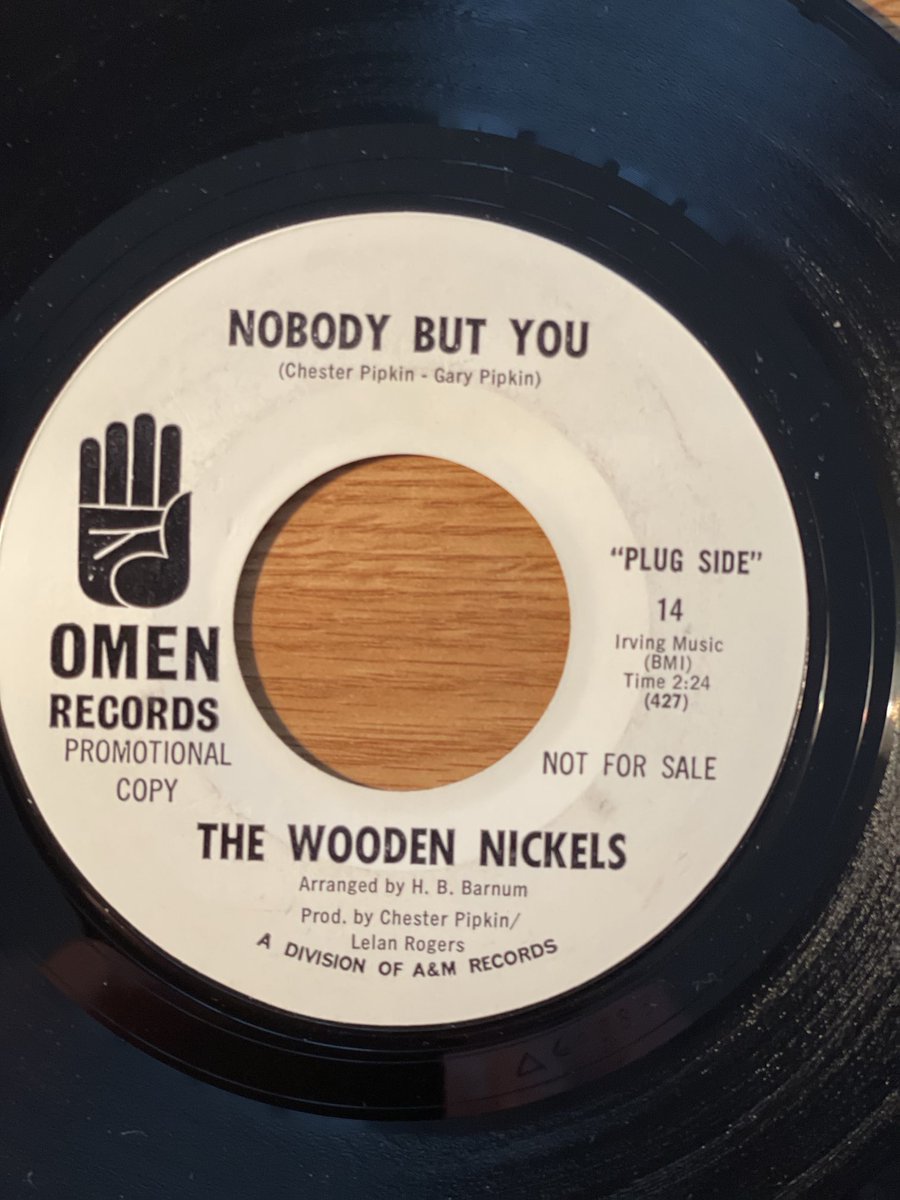 NOBODY BUT YOU
(Chester Pipkin - Gary Pipkin)
OMEN
RECORDS
PROMOTIONAL
COPY
"PLUG SIDE"
14
Irving Music
(BMI)
Time 2:24
(427)
NOT FOR SALE
THE WOODEN NICKELS
Arranged by H. B. Barnum
Prod. by Chester Pipkin/
Lelan Rogers
A DIVISION OF A&M RECORDS